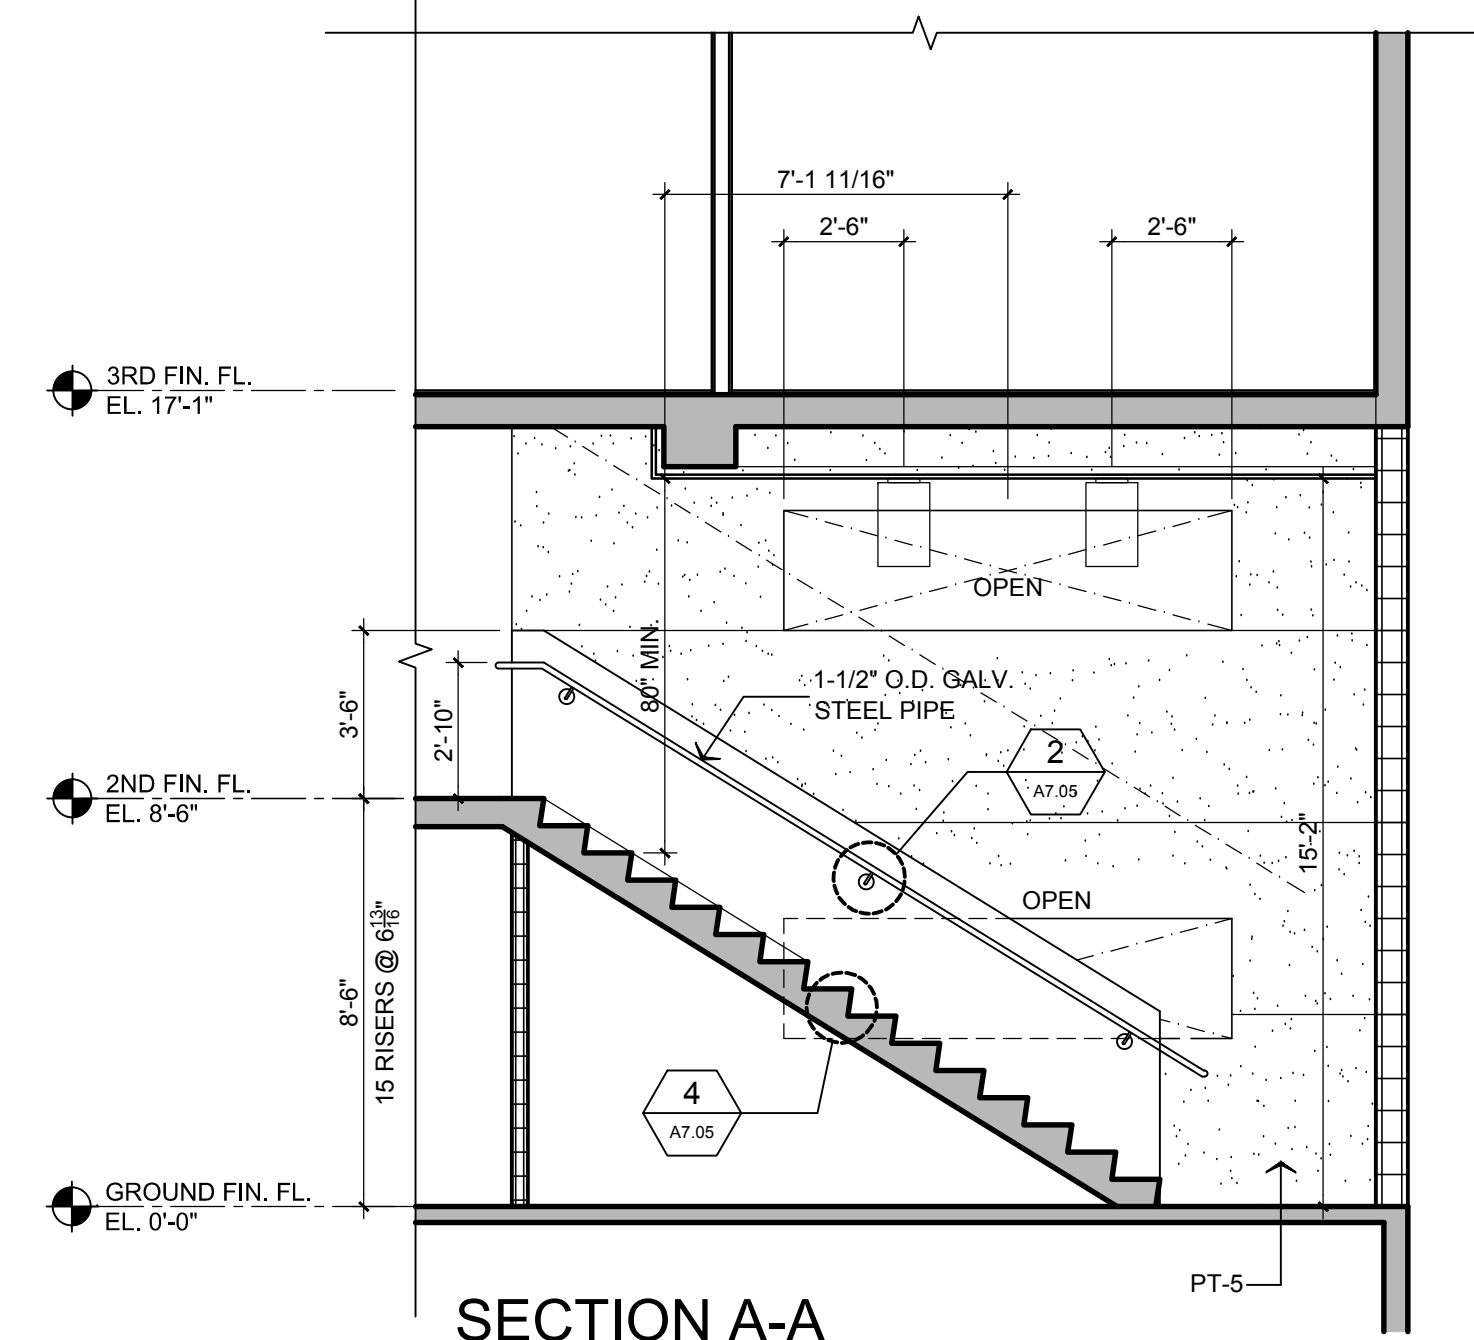 7'-1 11/16"
2'-6"
2'-6"
3RD FIN. FL.
EL. 17'-1"
OPEN
80" MIN.
1-1/2" O.D. GALV.
STEEL PIPE
3'-6"
2'-10"
2
A7.05
2ND FIN. FL.
EL. 8'-6"
15'-2"
OPEN
8'-6"
15 RISERS @ 6 13/16"
4
A7.05
GROUND FIN. FL.
EL. 0'-0"
PT-5
SECTION A-A